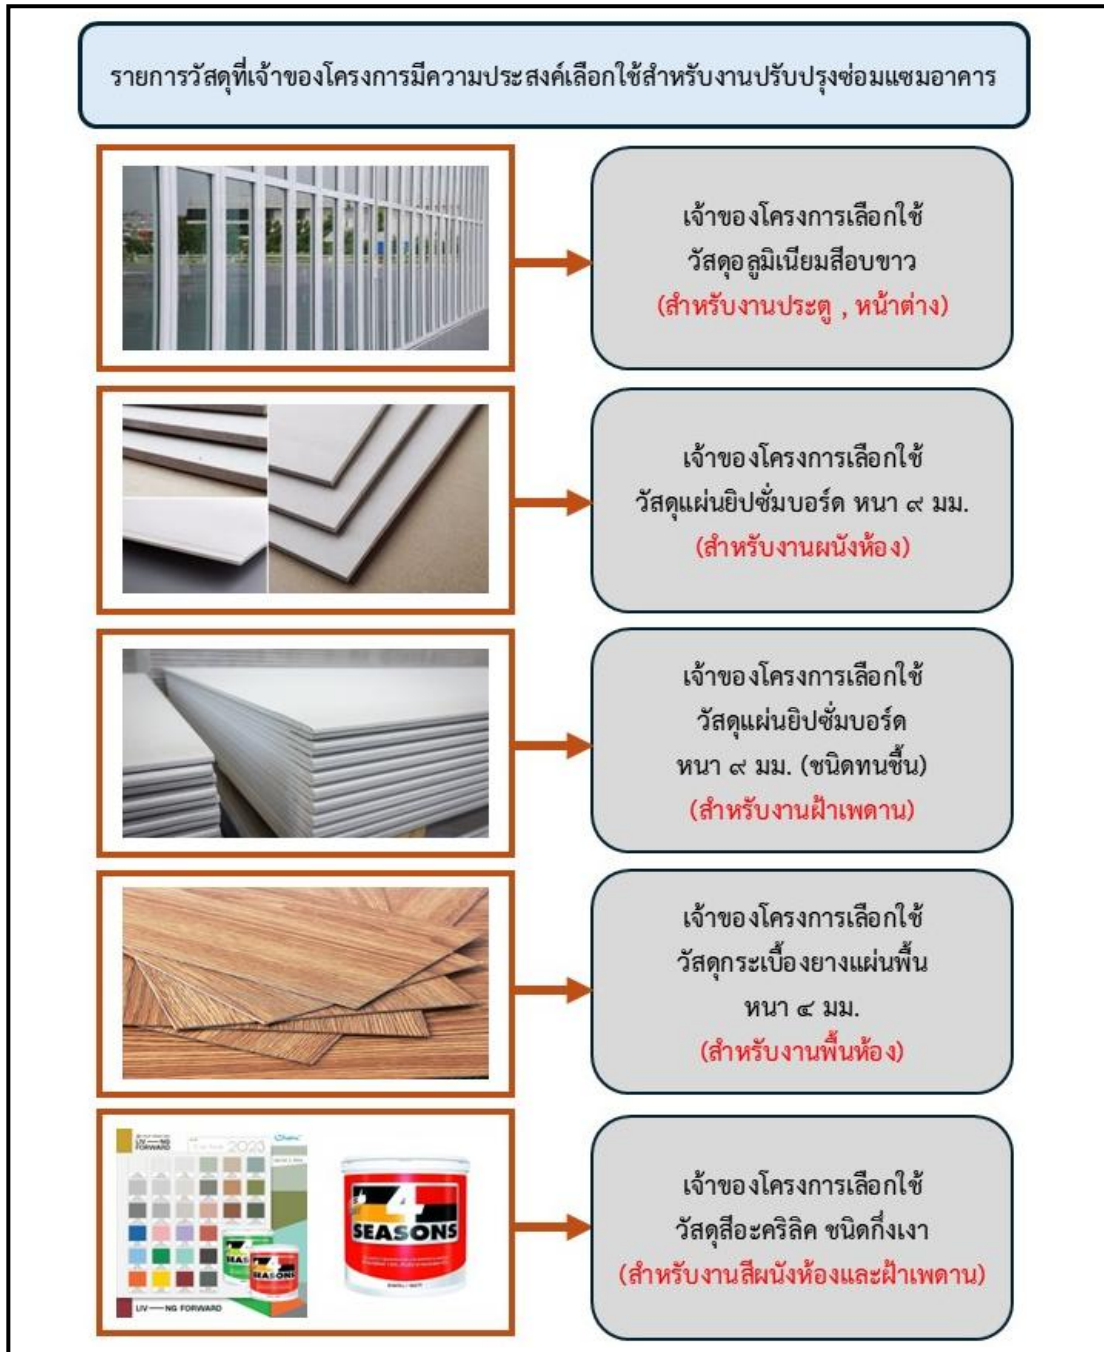 รายการวัสดุที่เจ้าของโครงการมีความประสงค์เลือกใช้สำหรับงานปรับปรุงซ่อมแซมอาคาร
เจ้าของโครงการเลือกใช้
วัสดุอลูมิเนียมสีอบขาว
(สำหรับงานประตู , หน้าต่าง)
เจ้าของโครงการเลือกใช้
วัสดุแผ่นยิปซั่มบอร์ด หนา ๙ มม.
(สำหรับงานผนังห้อง)
เจ้าของโครงการเลือกใช้
วัสดุแผ่นยิปซั่มบอร์ด
หนา ๙ มม. (ชนิดทนชื้น)
(สำหรับงานฝ้าเพดาน)
เจ้าของโครงการเลือกใช้
วัสดุกระเบื้องยางแผ่นพื้น
หนา ๔ มม.
(สำหรับงานพื้นห้อง)
LIV—NG
FORWARD
2023
4
SEASONS
4
SEASONS
LIV—NG FORWARD
4
SEASONS
เจ้าของโครงการเลือกใช้
วัสดุสีอะคริลิค ชนิดกึ่งเงา
(สำหรับงานสีผนังห้องและฝ้าเพดาน)